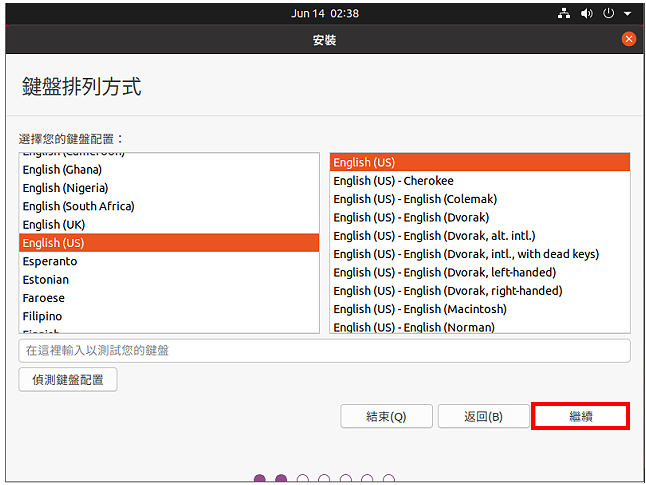 Jun 14 02:38
安裝
鍵盤排列方式
選擇您的鍵盤配置：
English (Cameroon)
English (Ghana)
English (Nigeria)
English (South Africa)
English (UK)
English (US)
Esperanto
Estonian
Faroese
Filipino
Finnish
English (US)
English (US) - Cherokee
English (US) - English (Colemak)
English (US) - English (Dvorak)
English (US) - English (Dvorak, alt. intl.)
English (US) - English (Dvorak, intl., with dead keys)
English (US) - English (Dvorak, left-handed)
English (US) - English (Dvorak, right-handed)
English (US) - English (Macintosh)
English (US) - English (Norman)
在這裡輸入以測試您的鍵盤
偵測鍵盤配置
結束(Q)
返回(B)
繼續